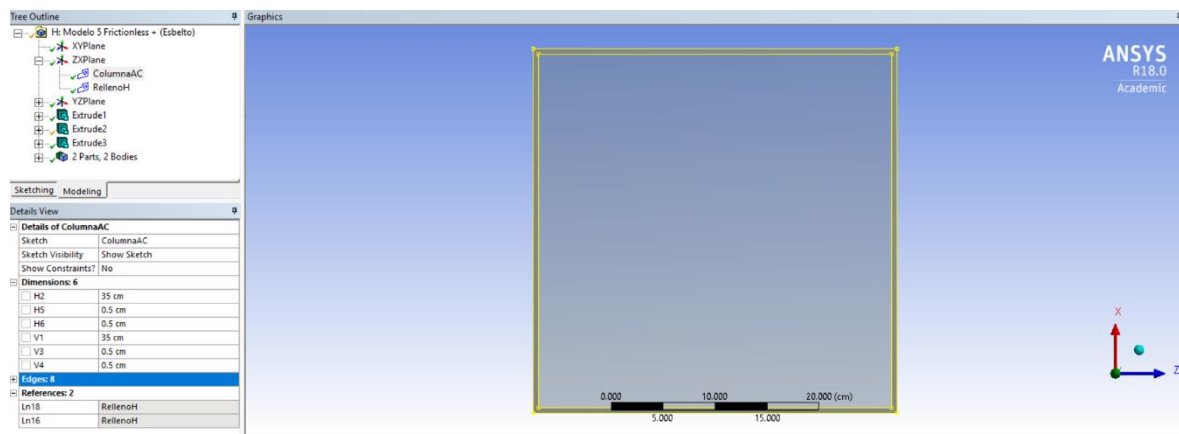 Tree Outline
Graphics
H: Modelo 5 Frictionless + (Esbelto)
XYPlane
ZXPlane
ColumnaAC
RellenoH
YZPlane
Extrude1
Extrude2
Extrude3
2 Parts, 2 Bodies
Sketching Modeling
Details View
Details of ColumnaAC
Sketch ColumnaAC
Sketch Visibility Show Sketch
Show Constraints? No
Dimensions: 6
H2 35 cm
H5 0.5 cm
H6 0.5 cm
V1 35 cm
V3 0.5 cm
V4 0.5 cm
Edges: 8
References: 2
Ln18 RellenoH
Ln16 RellenoH
ANSYS
R18.0
Academic
X
Z
0.000 10.000 20.000 (cm)
5.000 15.000